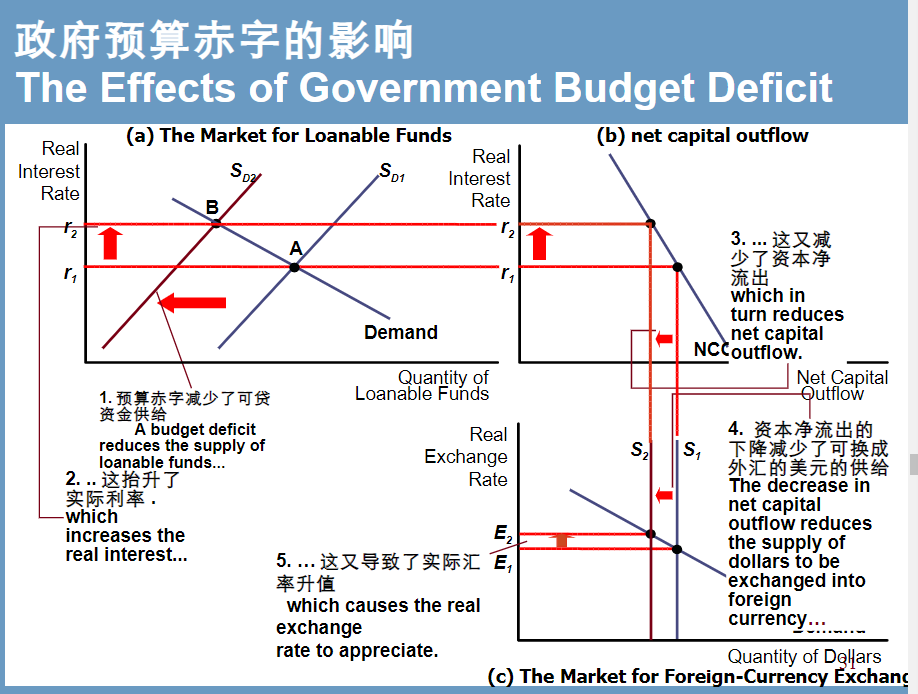 政府预算赤字的影响
The Effects of Government Budget Deficit
(a) The Market for Loanable Funds
Real
Interest
Rate
S_D2
S_D1
B
A
r_2
r_1
Demand
Quantity of
Loanable Funds
(b) net capital outflow
Real
Interest
Rate
r_2
r_1
NCO
Net Capital
Outflow
1. 预算赤字减少了可贷
资金供给
A budget deficit
reduces the supply of
loanable funds...
2. .. 这抬升了
实际利率 .
which
increases the
real interest...
3. ... 这又减
少了资本净
流出
which in
turn reduces
net capital
outflow.
Real
Exchange
Rate
S_2
S_1
E_2
E_1
4. 资本净流出的
下降减少了可换成
外汇的美元的供给
The decrease in
net capital
outflow reduces
the supply of
dollars to be
exchanged into
foreign
currency...
Demand
5. ... 这又导致了实际汇
率升值
which causes the real
exchange
rate to appreciate.
Quantity of Dollars
31
(c) The Market for Foreign-Currency Exchang